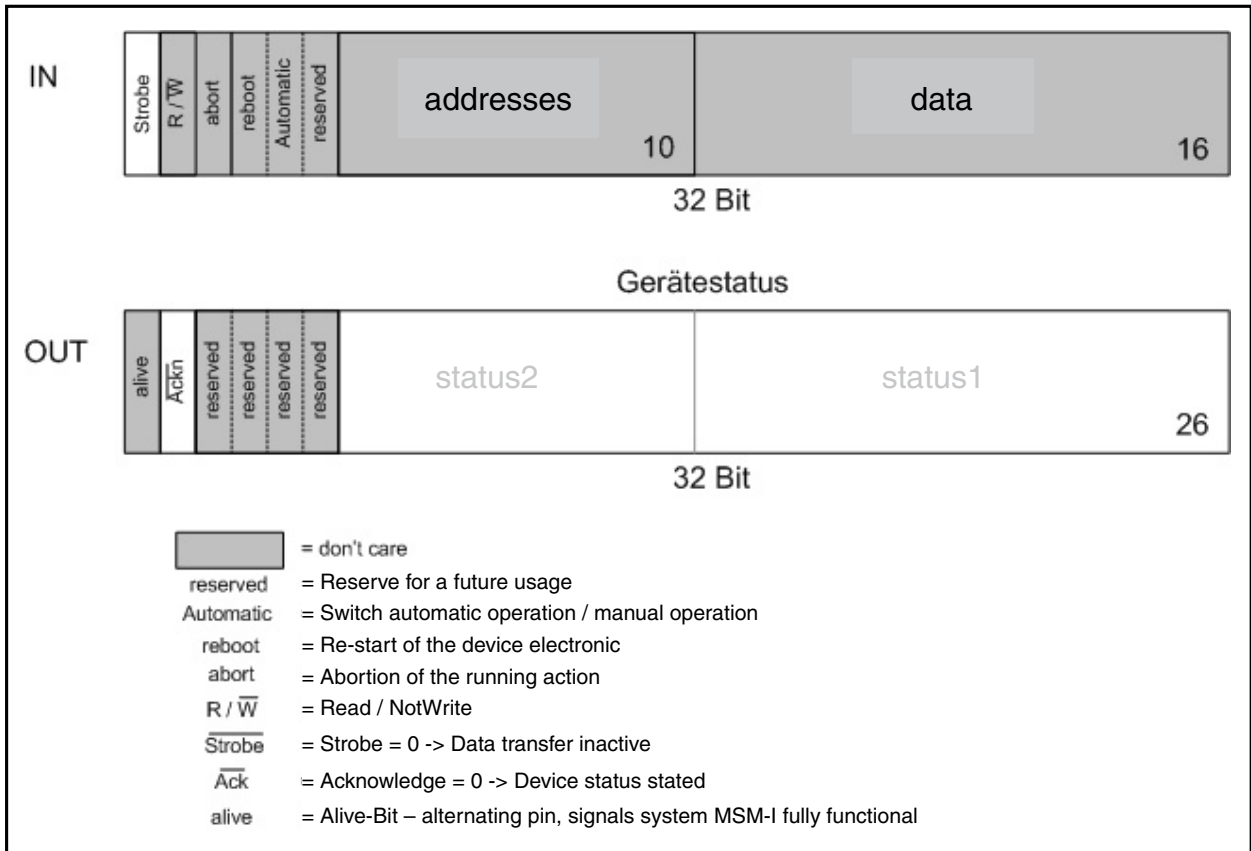 IN
Strobe
R / W̅
abort
reboot
Automatic
reserved
addresses
10
data
16
32 Bit
Gerätestatus
OUT
alive
A̅c̅k̅n̅
reserved
reserved
reserved
reserved
status2
status1
26
32 Bit
= don't care
reserved = Reserve for a future usage
Automatic = Switch automatic operation / manual operation
reboot = Re-start of the device electronic
abort = Abortion of the running action
R / W̅ = Read / NotWrite
S̅t̅r̅o̅b̅e̅ = Strobe = 0 -> Data transfer inactive
A̅c̅k̅ = Acknowledge = 0 -> Device status stated
alive = Alive-Bit – alternating pin, signals system MSM-I fully functional